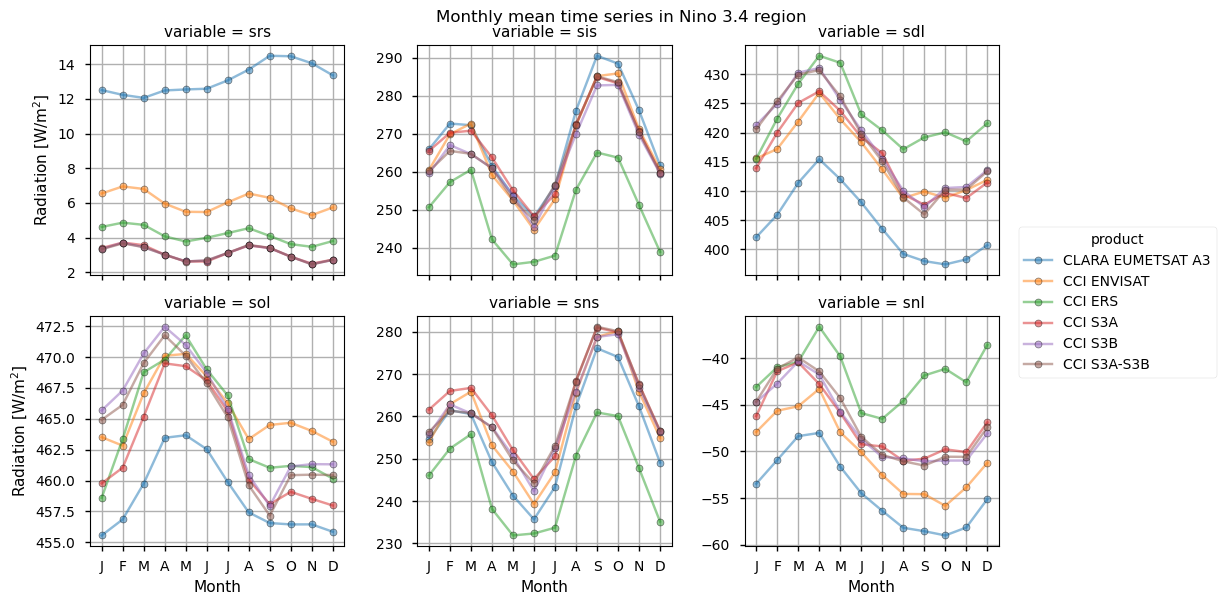 Monthly mean time series in Nino 3.4 region
variable = srs
variable = sis
variable = sdl
Radiation [W/m²]
14
12
10
8
6
4
2
290
280
270
260
250
240
430
425
420
415
410
405
400
product
CLARA EUMETSAT A3
CCI ENVISAT
CCI ERS
CCI S3A
CCI S3B
CCI S3A-S3B
variable = sol
variable = sns
variable = snl
Radiation [W/m²]
472.5
470.0
467.5
465.0
462.5
460.0
457.5
455.0
J F M A M J J A S O N D
Month
280
270
260
250
240
230
J F M A M J J A S O N D
Month
−40
−45
−50
−55
−60
J F M A M J J A S O N D
Month